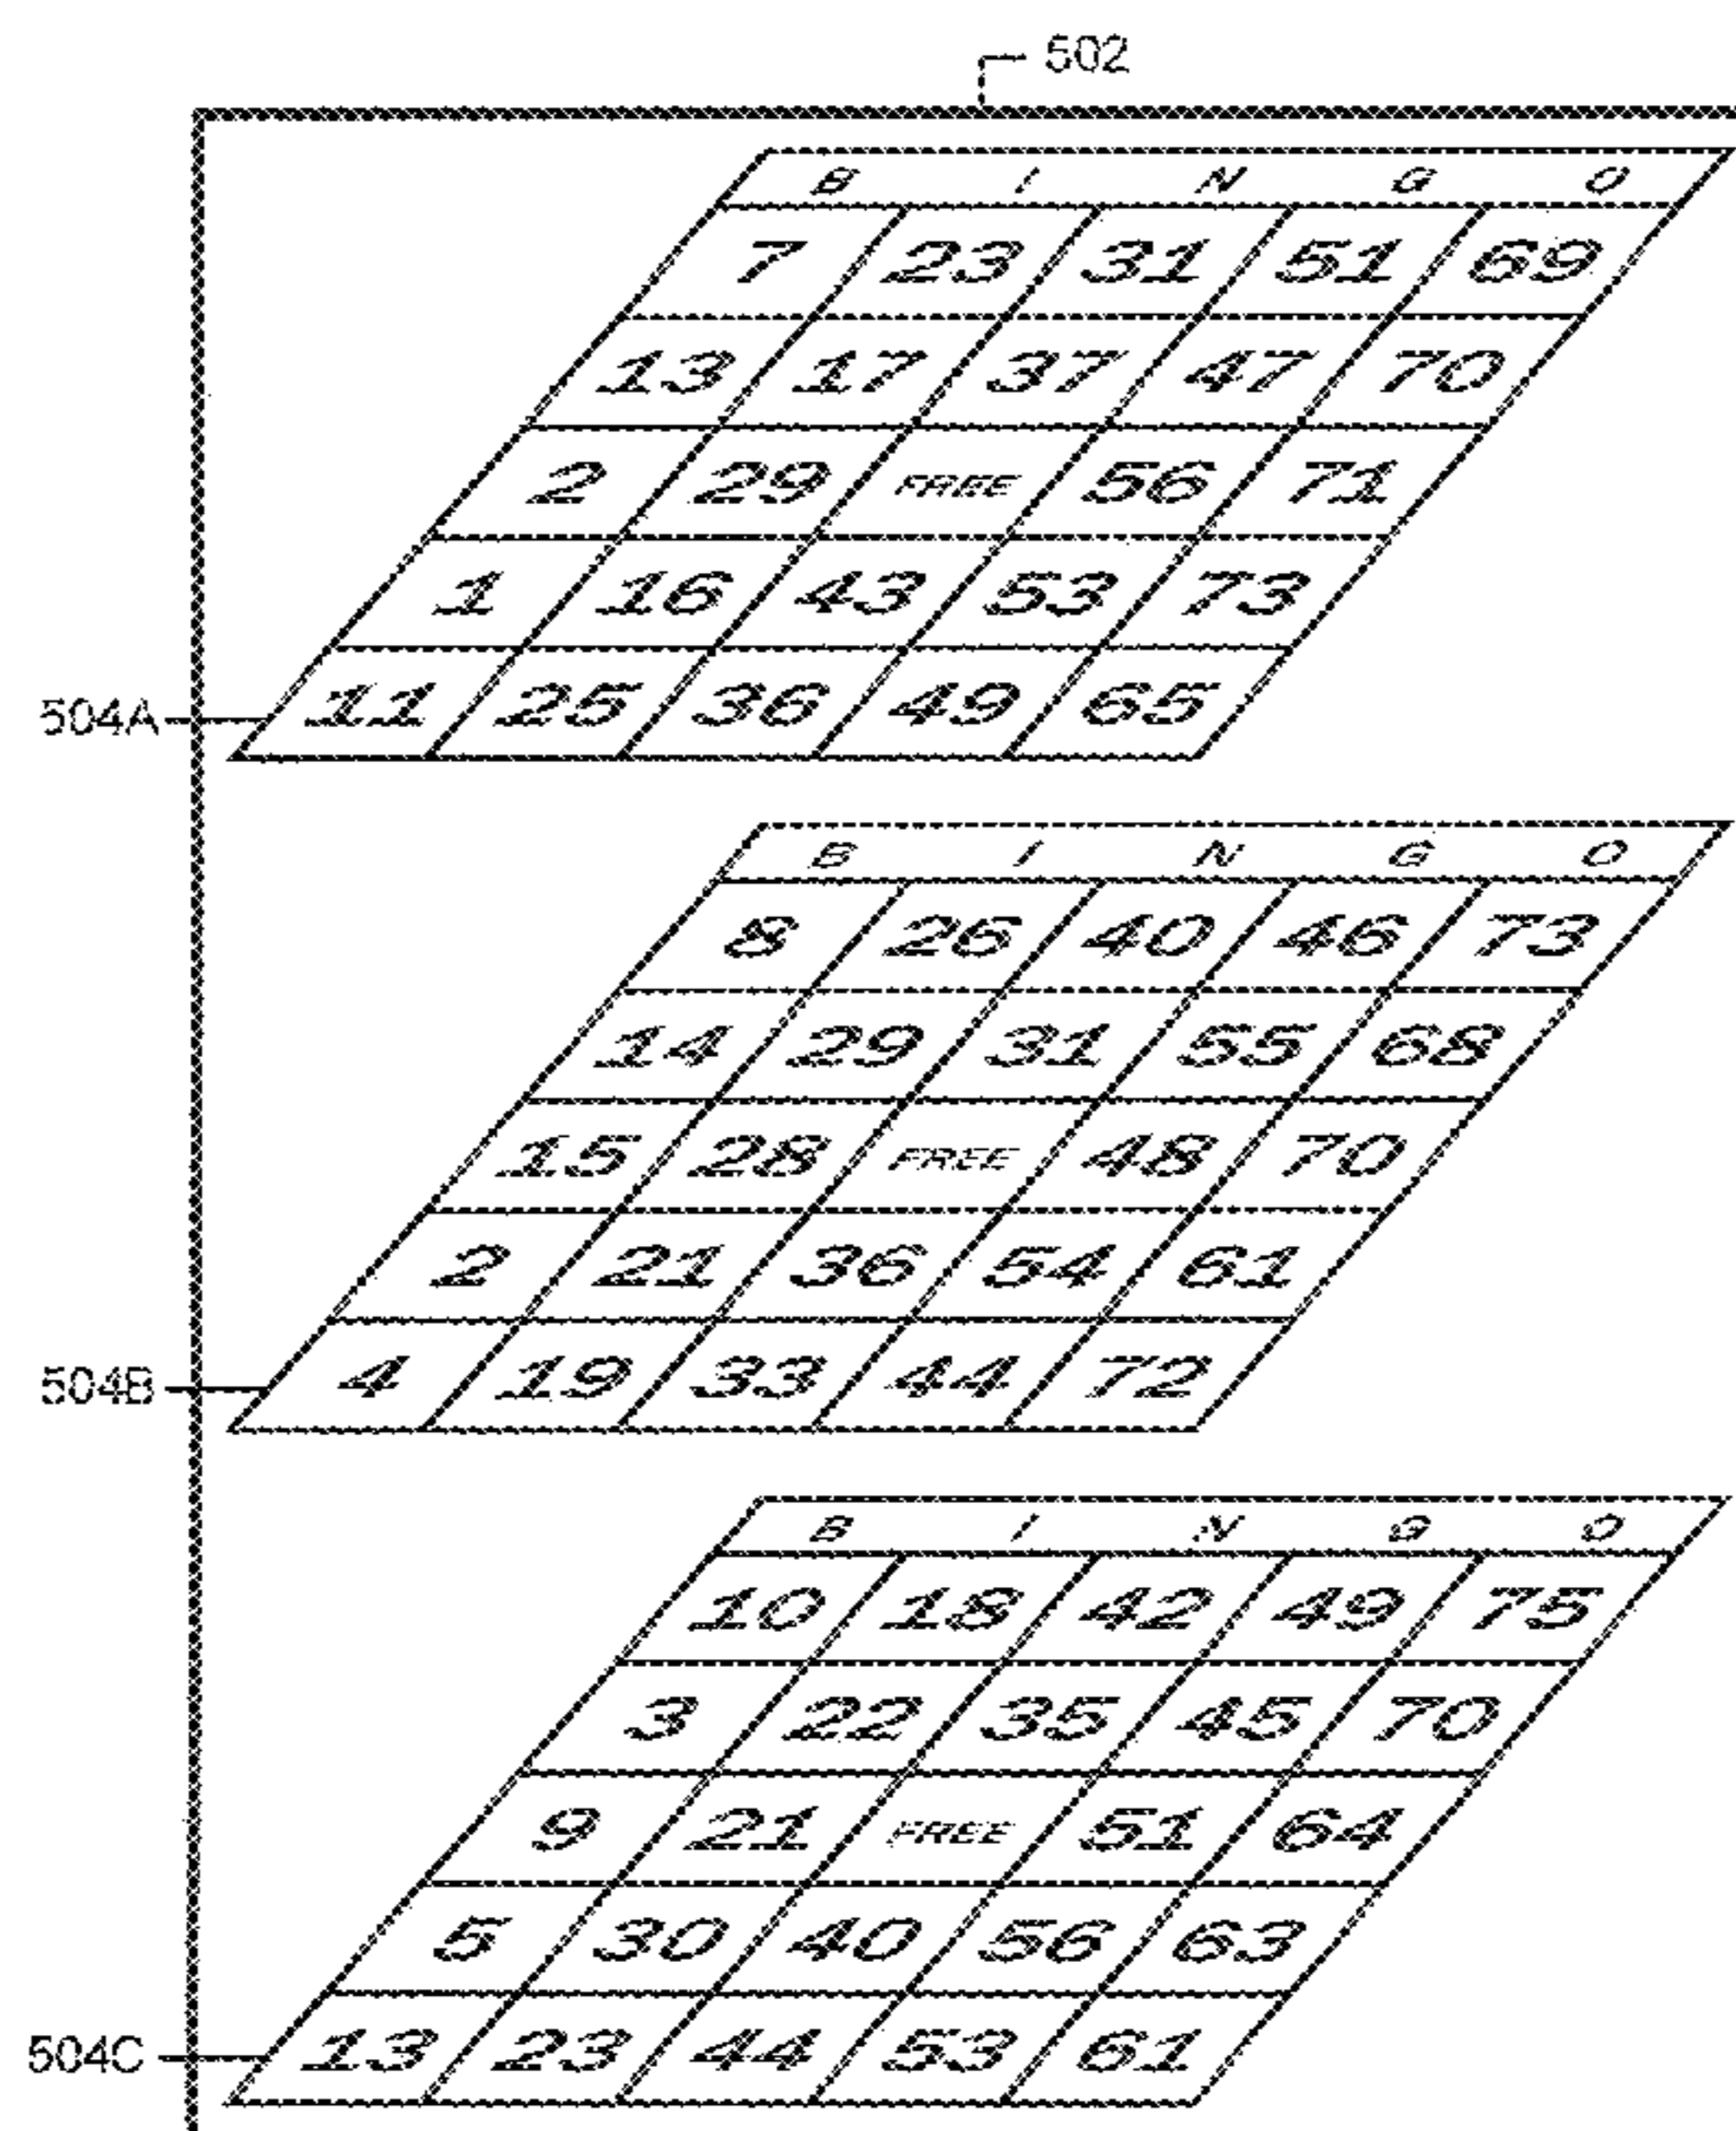 502
B I N G O
7 23 31 51 69
13 17 37 47 70
2 29 FREE 56 71
1 16 43 53 73
504A 11 25 36 49 65
B I N G O
8 26 40 46 73
14 29 31 55 68
15 28 FREE 48 70
2 21 36 54 61
504B 4 19 33 44 72
B I N G O
10 18 42 49 75
3 22 35 45 70
9 21 FREE 51 64
5 30 40 56 63
504C 13 23 44 53 61